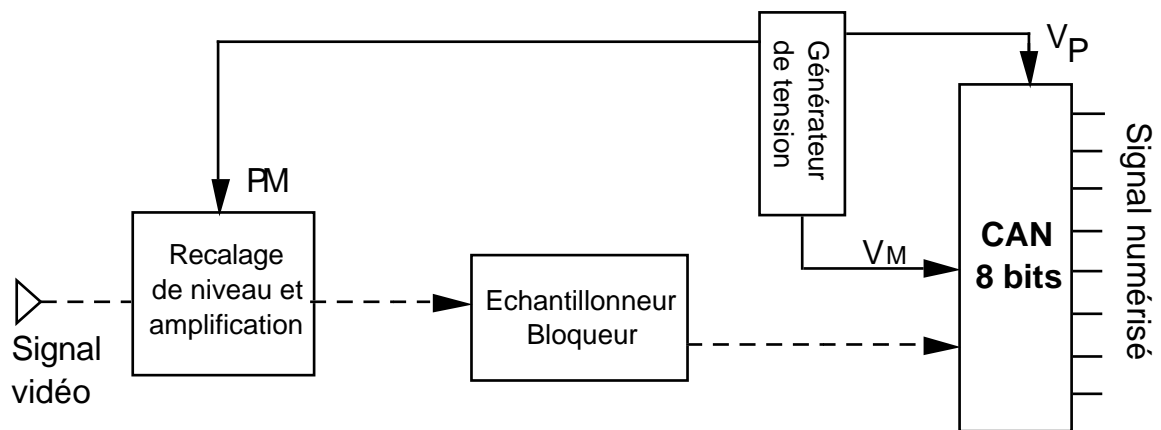 Générateur
de tension
VP
PM
Recalage
de niveau et
amplification
Signal
vidéo
Echantillonneur
Bloqueur
VM
CAN
8 bits
Signal numérisé